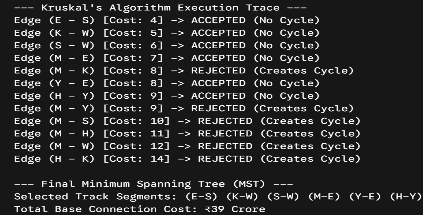 --- Kruskal's Algorithm Execution Trace ---
Edge (E - S) [Cost: 4] -> ACCEPTED (No Cycle)
Edge (K - W) [Cost: 5] -> ACCEPTED (No Cycle)
Edge (S - W) [Cost: 6] -> ACCEPTED (No Cycle)
Edge (M - E) [Cost: 7] -> ACCEPTED (No Cycle)
Edge (M - K) [Cost: 8] -> REJECTED (Creates Cycle)
Edge (Y - E) [Cost: 8] -> ACCEPTED (No Cycle)
Edge (H - Y) [Cost: 9] -> ACCEPTED (No Cycle)
Edge (M - Y) [Cost: 9] -> REJECTED (Creates Cycle)
Edge (M - S) [Cost: 10] -> REJECTED (Creates Cycle)
Edge (M - H) [Cost: 11] -> REJECTED (Creates Cycle)
Edge (M - W) [Cost: 12] -> REJECTED (Creates Cycle)
Edge (H - K) [Cost: 14] -> REJECTED (Creates Cycle)
--- Final Minimum Spanning Tree (MST) ---
Selected Track Segments: (E-S) (K-W) (S-W) (M-E) (Y-E) (H-Y)
Total Base Connection Cost: ₹39 Crore